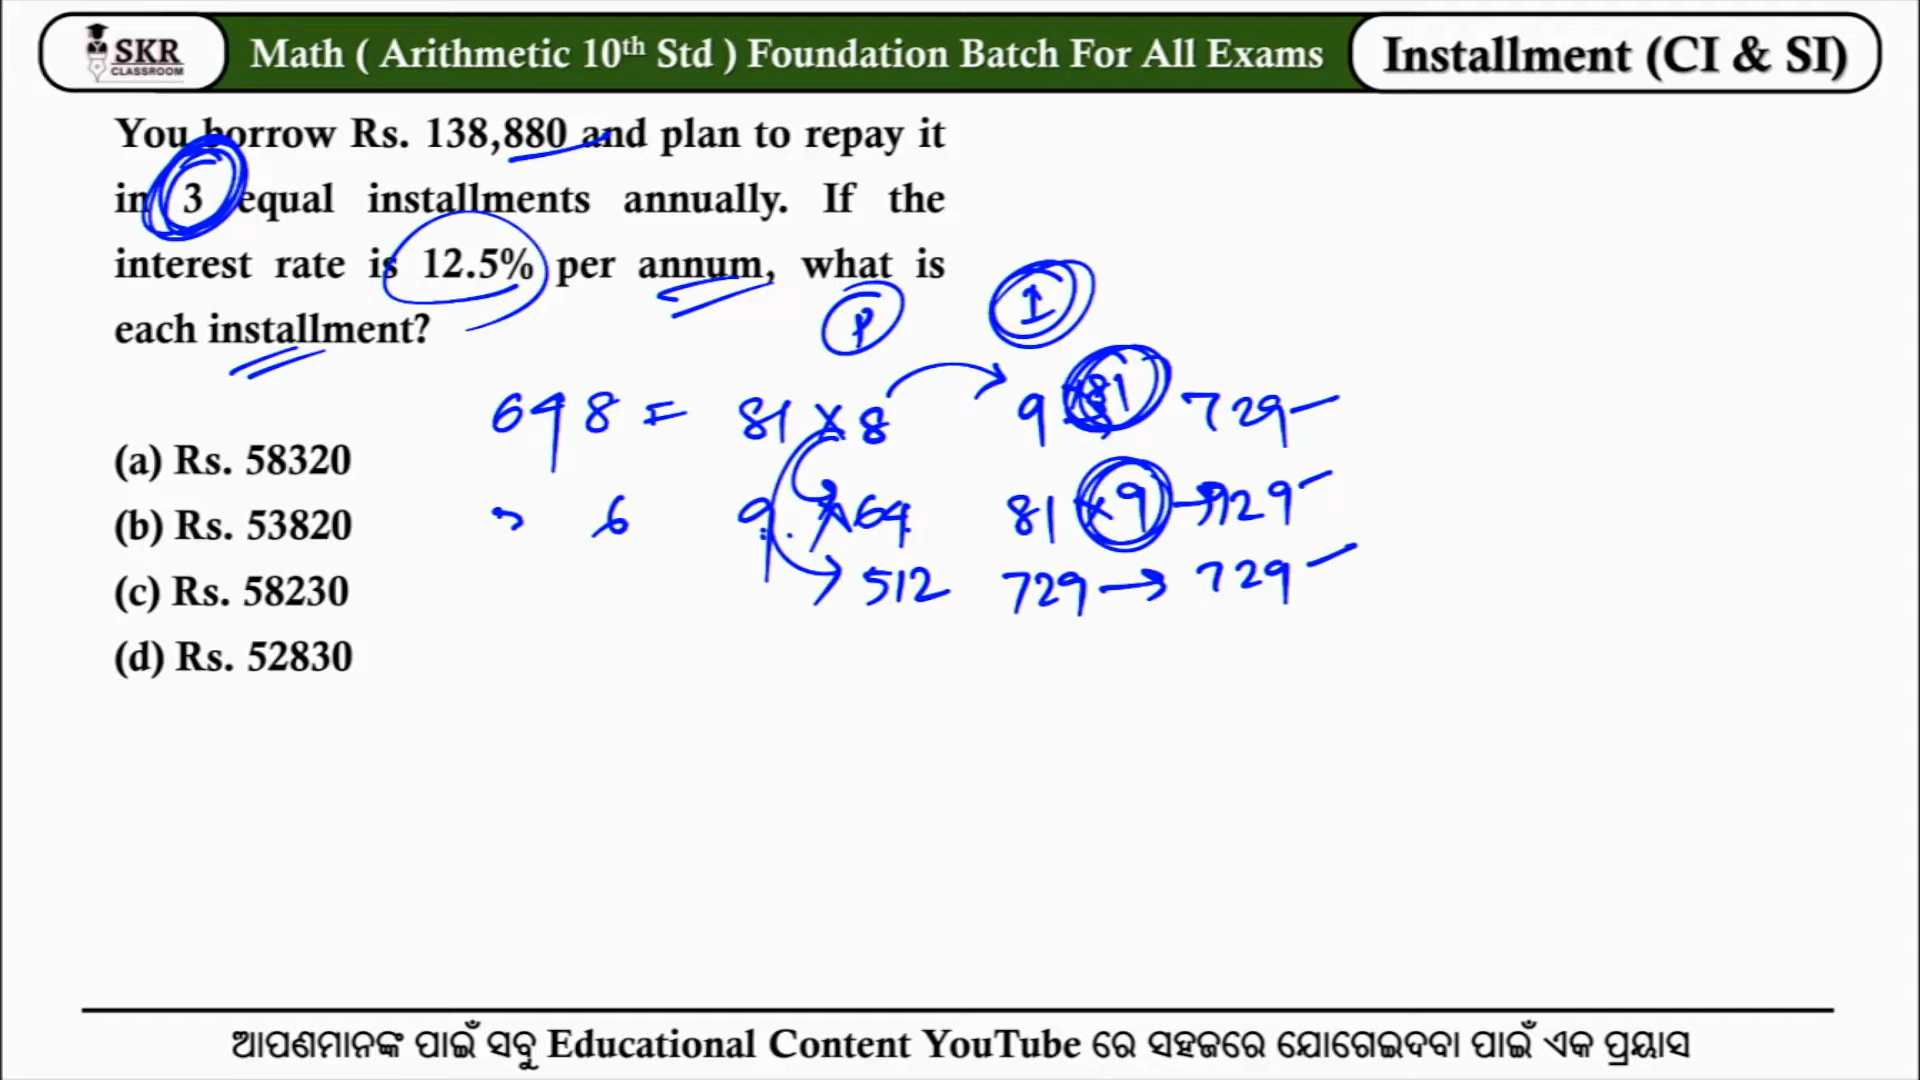 SKR
CLASSROOM
Math ( Arithmetic 10th Std ) Foundation Batch For All Exams
Installment (CI & SI)
You borrow Rs. 138,880 and plan to repay it
in 3 equal installments annually. If the
interest rate is 12.5% per annum, what is
each installment?
P I
648 = 81 × 8 9 × 81 729
6 9 × 64 81 × 9 → 729
512 729 → 729
(a) Rs. 58320
(b) Rs. 53820
(c) Rs. 58230
(d) Rs. 52830
ଆପଣମାନଙ୍କ ପାଇଁ ସବୁ Educational Content YouTube ରେ ସହଜରେ ଯୋଗେଇଦବା ପାଇଁ ଏକ ପ୍ରୟାସ